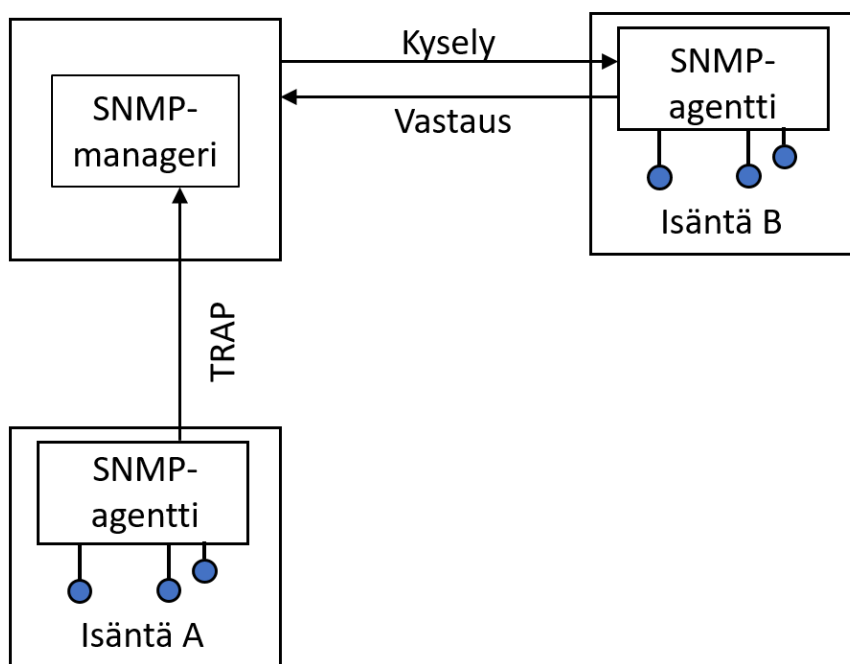 Kysely
SNMP-
manageri
Vastaus
SNMP-
agentti
Isäntä B
TRAP
SNMP-
agentti
Isäntä A